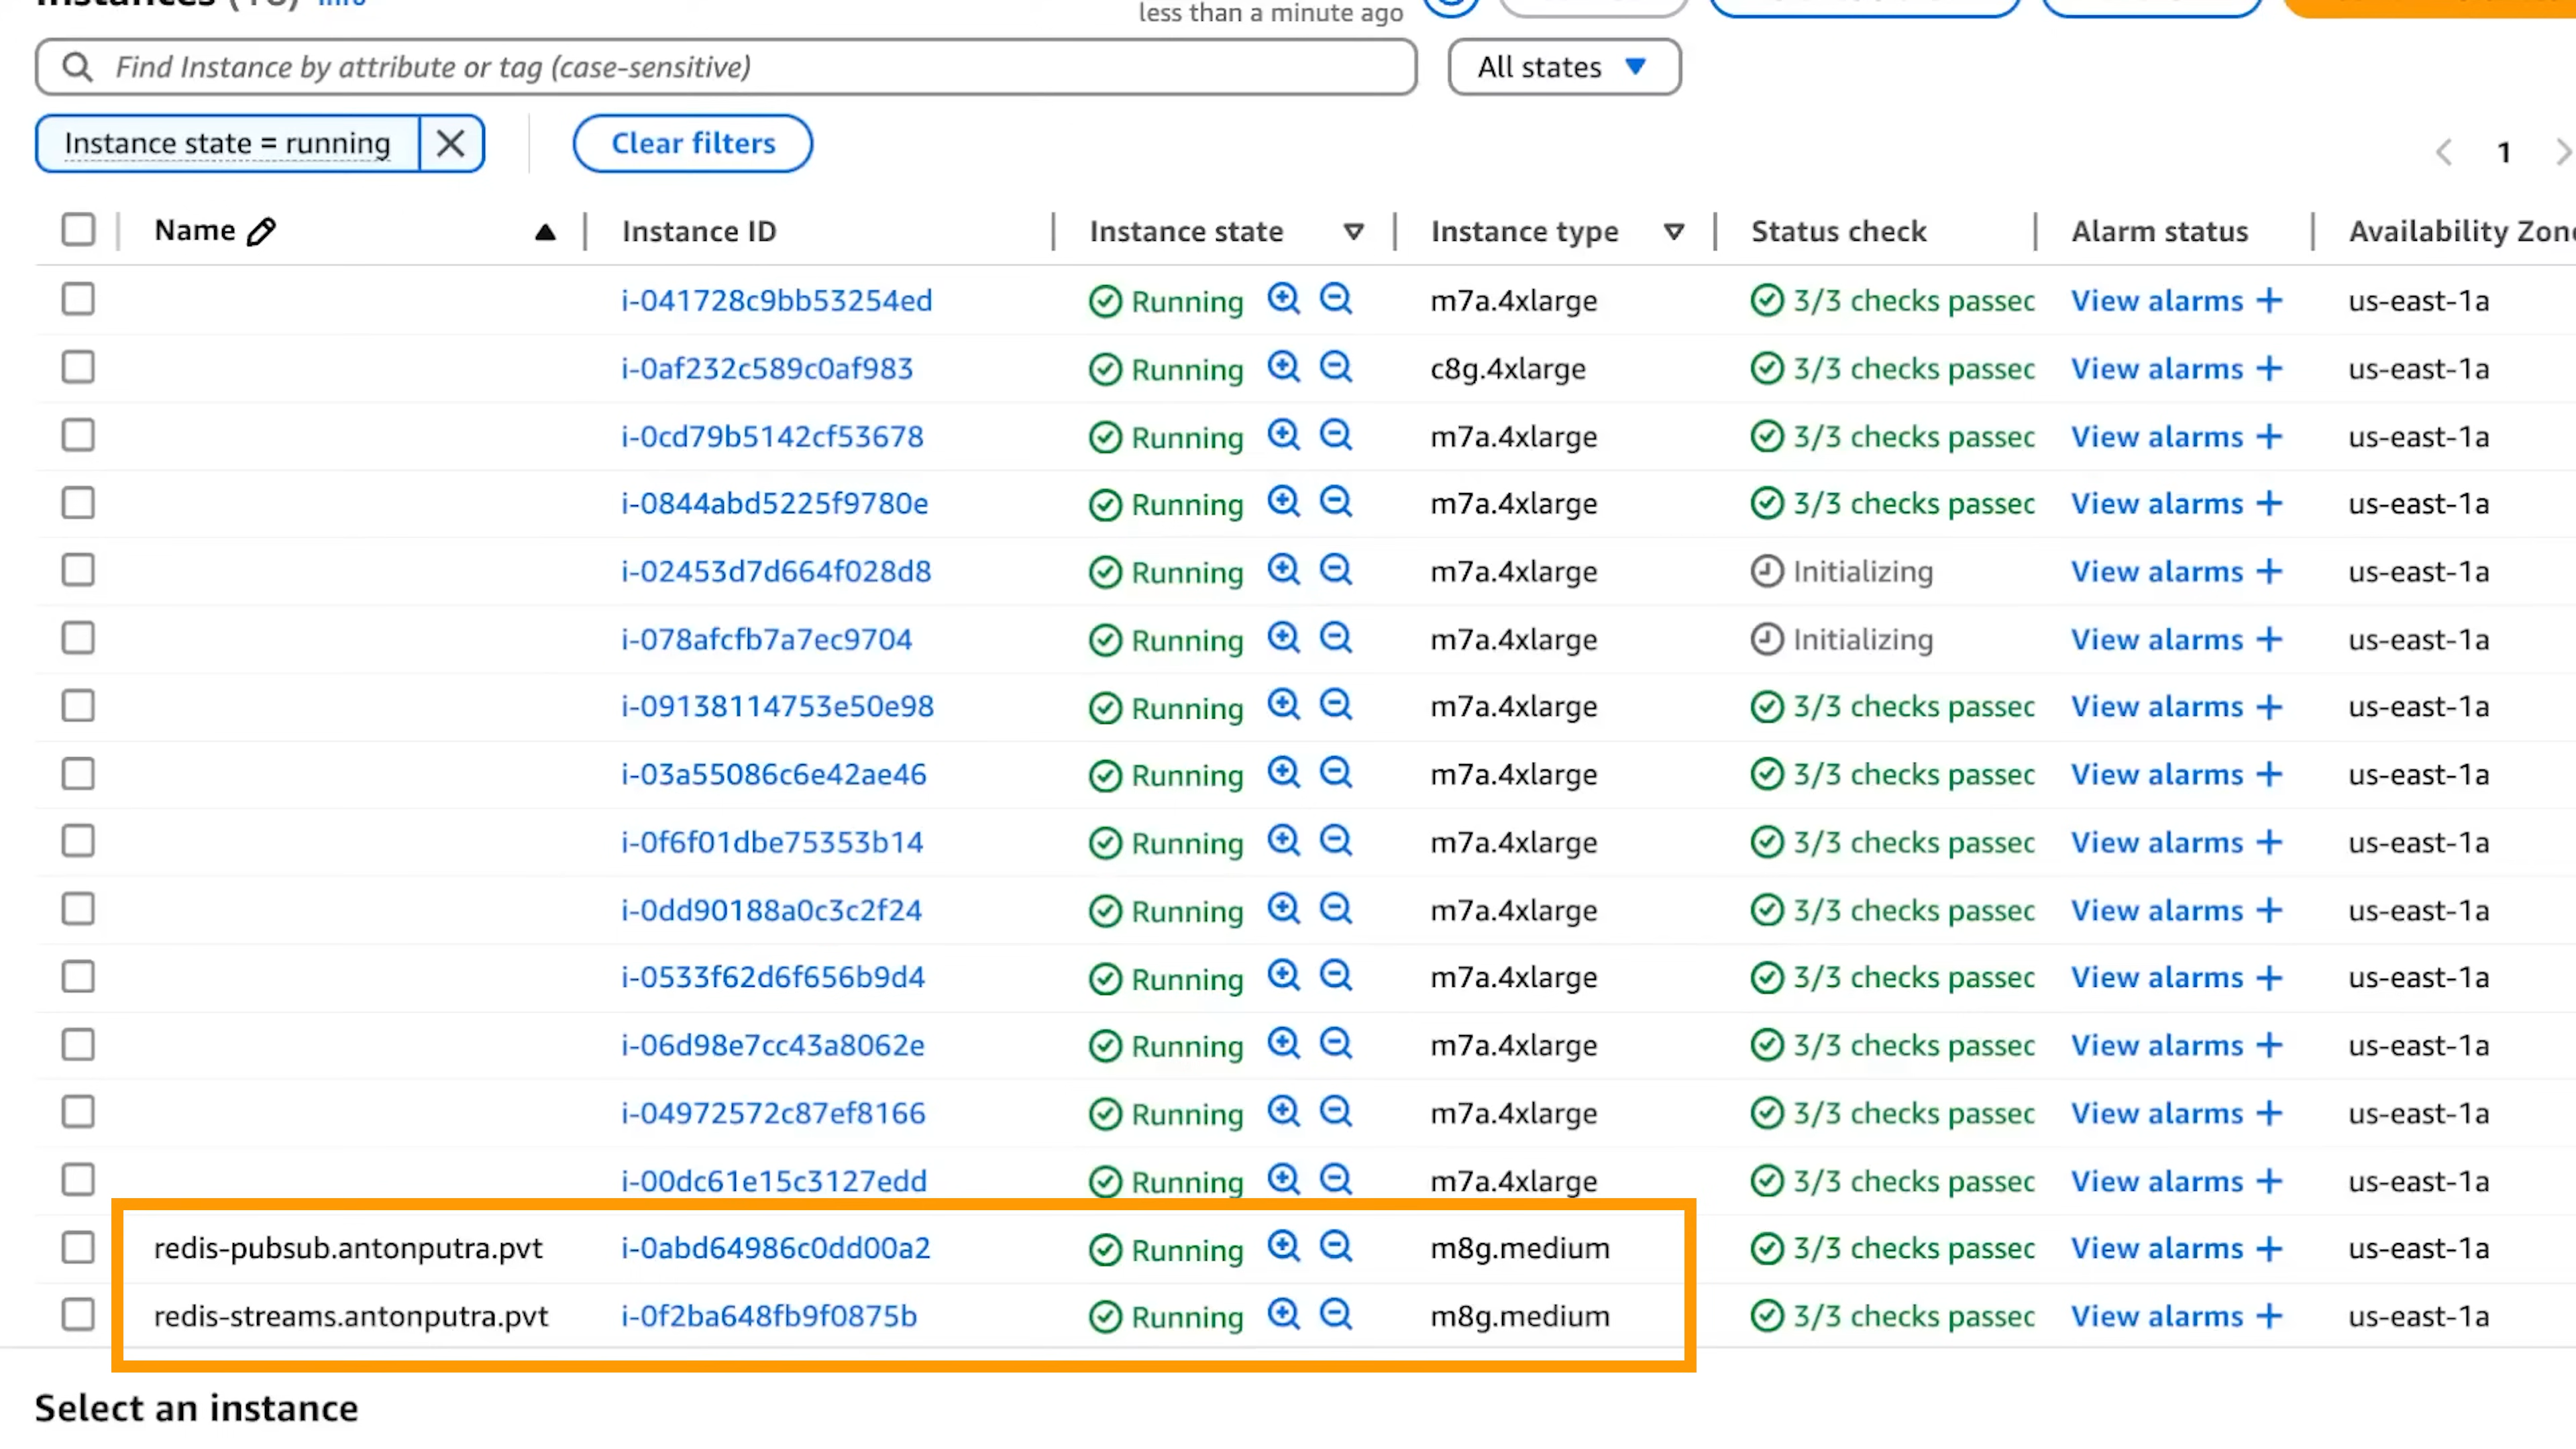 Instances (16) Info
less than a minute ago
Find Instance by attribute or tag (case-sensitive)
All states
Instance state = running
Clear filters
1
Name Instance ID Instance state Instance type Status check Alarm status Availability Zone
i-041728c9bb53254ed Running m7a.4xlarge 3/3 checks passec View alarms + us-east-1a
i-0af232c589c0af983 Running c8g.4xlarge 3/3 checks passec View alarms + us-east-1a
i-0cd79b5142cf53678 Running m7a.4xlarge 3/3 checks passec View alarms + us-east-1a
i-0844abd5225f9780e Running m7a.4xlarge 3/3 checks passec View alarms + us-east-1a
i-02453d7d664f028d8 Running m7a.4xlarge Initializing View alarms + us-east-1a
i-078afcfb7a7ec9704 Running m7a.4xlarge Initializing View alarms + us-east-1a
i-09138114753e50e98 Running m7a.4xlarge 3/3 checks passec View alarms + us-east-1a
i-03a55086c6e42ae46 Running m7a.4xlarge 3/3 checks passec View alarms + us-east-1a
i-0f6f01dbe75353b14 Running m7a.4xlarge 3/3 checks passec View alarms + us-east-1a
i-0dd90188a0c3c2f24 Running m7a.4xlarge 3/3 checks passec View alarms + us-east-1a
i-0533f62d6f656b9d4 Running m7a.4xlarge 3/3 checks passec View alarms + us-east-1a
i-06d98e7cc43a8062e Running m7a.4xlarge 3/3 checks passec View alarms + us-east-1a
i-04972572c87ef8166 Running m7a.4xlarge 3/3 checks passec View alarms + us-east-1a
i-00dc61e15c3127edd Running m7a.4xlarge 3/3 checks passec View alarms + us-east-1a
redis-pubsub.antonputra.pvt i-0abd64986c0dd00a2 Running m8g.medium 3/3 checks passec View alarms + us-east-1a
redis-streams.antonputra.pvt i-0f2ba648fb9f0875b Running m8g.medium 3/3 checks passec View alarms + us-east-1a
Select an instance